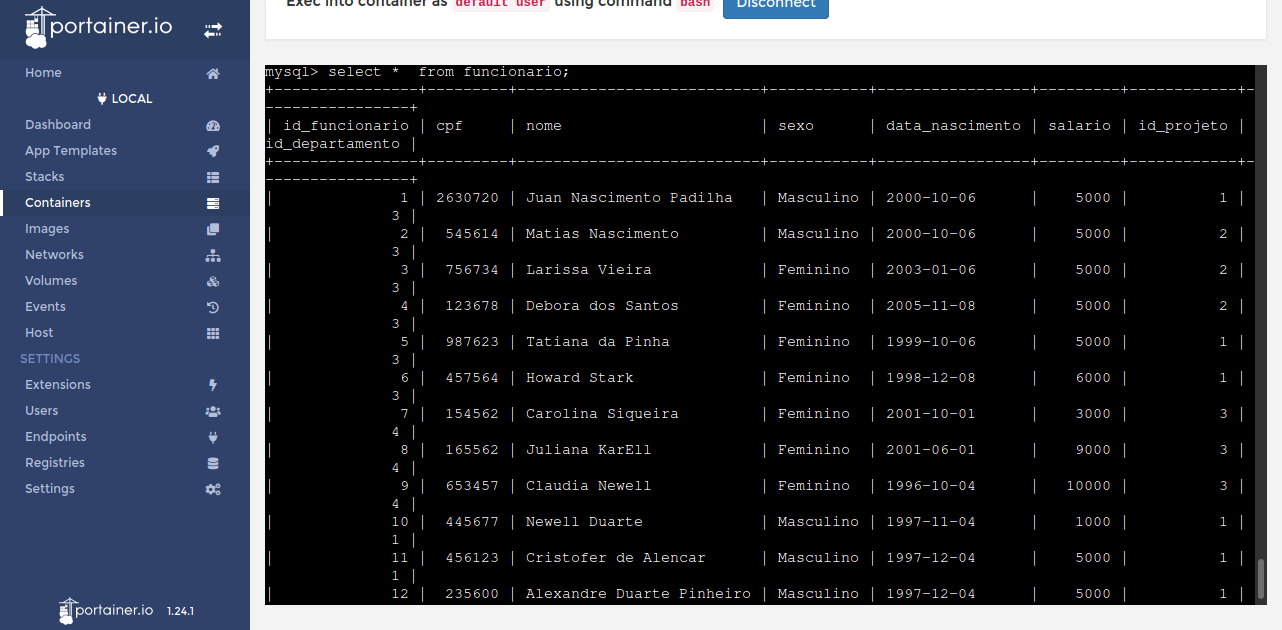 portainer.io
Home
LOCAL
Dashboard
App Templates
Stacks
Containers
Images
Networks
Volumes
Events
Host
SETTINGS
Extensions
Users
Endpoints
Registries
Settings
portainer.io 1.24.1
Exec into container as default user using command bash Disconnect
mysql> select *  from funcionario;
+----------------+---------+---------------------------+-----------+-----------------+---------+------------+-
----------------+
| id_funcionario | cpf     | nome                      | sexo      | data_nascimento | salario | id_projeto |
id_departamento |
+----------------+---------+---------------------------+-----------+-----------------+---------+------------+-
----------------+
|              1 | 2630720 | Juan Nascimento Padilha   | Masculino | 2000-10-06      |    5000 |          1 |
              3 |
|              2 |  545614 | Matias Nascimento         | Masculino | 2000-10-06      |    5000 |          2 |
              3 |
|              3 |  756734 | Larissa Vieira            | Feminino  | 2003-01-06      |    5000 |          2 |
              3 |
|              4 |  123678 | Debora dos Santos         | Feminino  | 2005-11-08      |    5000 |          2 |
              3 |
|              5 |  987623 | Tatiana da Pinha          | Feminino  | 1999-10-06      |    5000 |          1 |
              3 |
|              6 |  457564 | Howard Stark              | Feminino  | 1998-12-08      |    6000 |          1 |
              3 |
|              7 |  154562 | Carolina Siqueira         | Feminino  | 2001-10-01      |    3000 |          3 |
              4 |
|              8 |  165562 | Juliana KarEll            | Feminino  | 2001-06-01      |    9000 |          3 |
              4 |
|              9 |  653457 | Claudia Newell            | Feminino  | 1996-10-04      |   10000 |          3 |
              4 |
|             10 |  445677 | Newell Duarte             | Masculino | 1997-11-04      |    1000 |          1 |
              1 |
|             11 |  456123 | Cristofer de Alencar      | Masculino | 1997-12-04      |    5000 |          1 |
              1 |
|             12 |  235600 | Alexandre Duarte Pinheiro | Masculino | 1997-12-04      |    5000 |          1 |